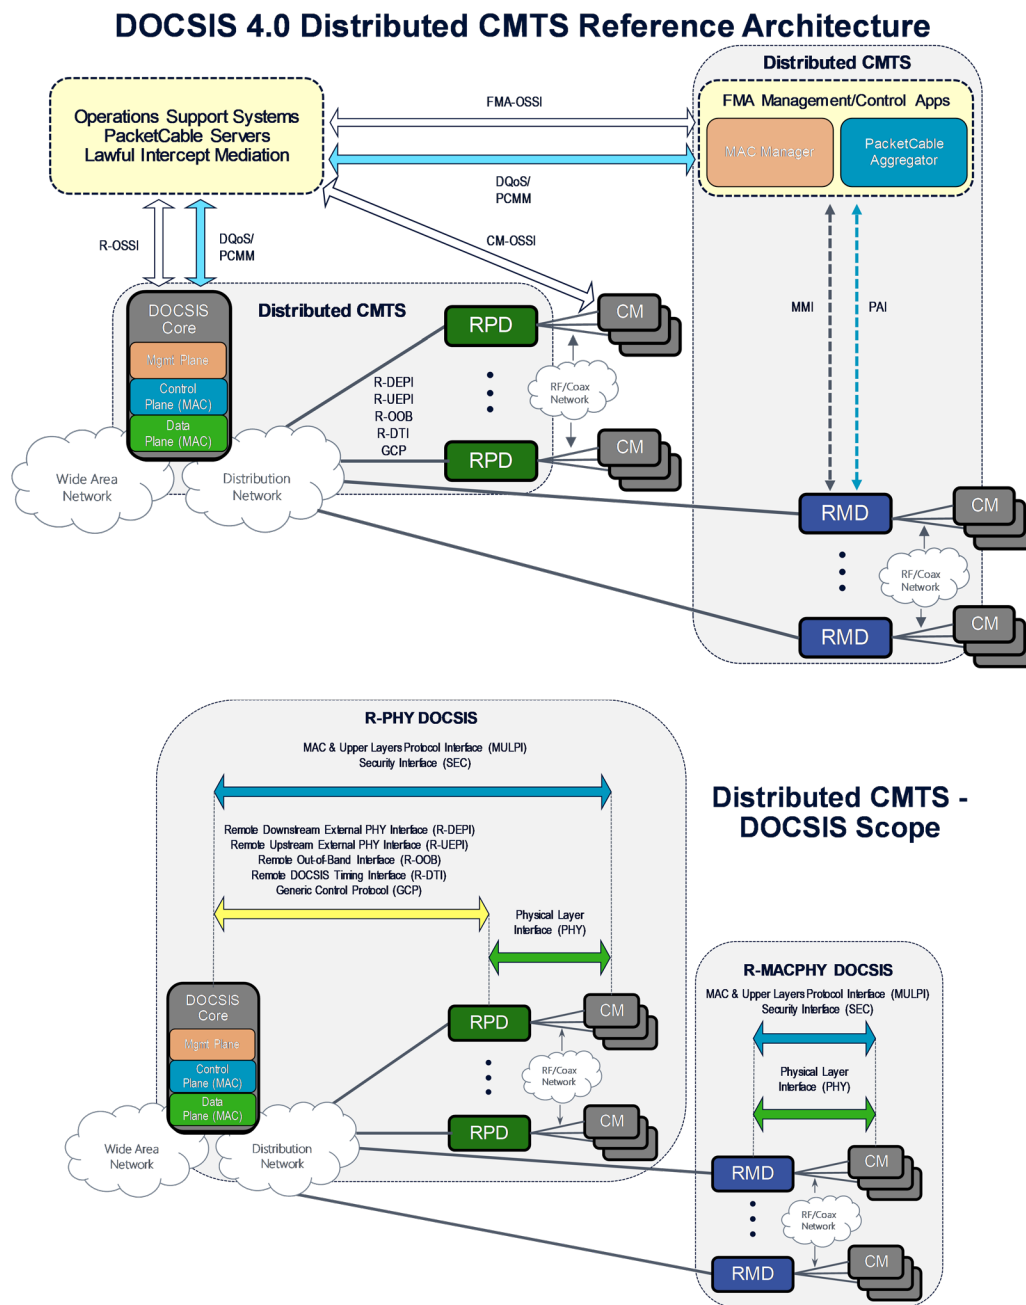 DOCSIS 4.0 Distributed CMTS Reference Architecture
Distributed CMTS
FMA Management/Control Apps
MAC Manager
PacketCable
Aggregator
Operations Support Systems
PacketCable Servers
Lawful Intercept Mediation
FMA-OSSI
DQoS/
PCMM
CM-OSSI
R-OSSI
DQoS/
PCMM
MMI
PAI
Distributed CMTS
DOCSIS
Core
Mgmt Plane
Control
Plane (MAC)
Data
Plane (MAC)
RPD
CM
R-DEPI
R-UEPI
R-OOB
R-DTI
GCP
RF/Coax
Network
RPD
CM
Wide Area
Network
Distribution
Network
RMD
CM
RF/Coax
Network
RMD
CM
R-PHY DOCSIS
MAC & Upper Layers Protocol Interface (MULPI)
Security Interface (SEC)
Distributed CMTS -
DOCSIS Scope
Remote Downstream External PHY Interface (R-DEPI)
Remote Upstream External PHY Interface (R-UEPI)
Remote Out-of-Band Interface (R-OOB)
Remote DOCSIS Timing Interface (R-DTI)
Generic Control Protocol (GCP)
Physical Layer
Interface (PHY)
DOCSIS
Core
Mgmt Plane
Control
Plane (MAC)
Data
Plane (MAC)
RPD
CM
RF/Coax
Network
RPD
CM
Wide Area
Network
Distribution
Network
R-MACPHY DOCSIS
MAC & Upper Layers Protocol Interface (MULPI)
Security Interface (SEC)
Physical Layer
Interface (PHY)
RMD
CM
RF/Coax
Network
RMD
CM